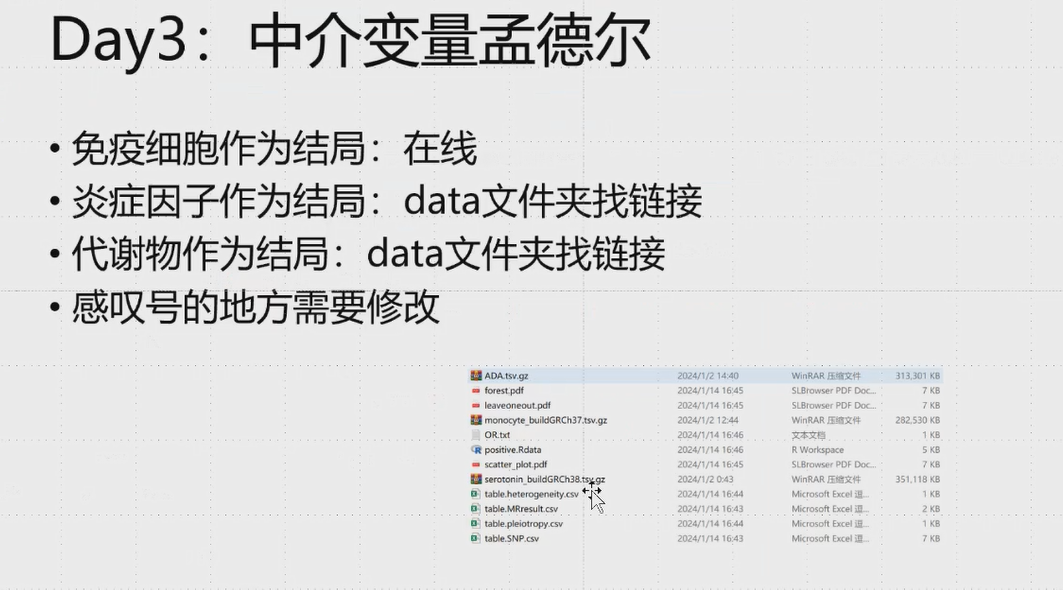 Day3：中介变量孟德尔
• 免疫细胞作为结局：在线
• 炎症因子作为结局：data文件夹找链接
• 代谢物作为结局：data文件夹找链接
• 感叹号的地方需要修改
ADA.tsv.gz 2024/1/2 14:40 WinRAR 压缩文件 313,301 KB
forest.pdf 2024/1/14 16:45 SLBrowser PDF Doc... 7 KB
leaveoneout.pdf 2024/1/14 16:45 SLBrowser PDF Doc... 7 KB
monocyte_buildGRCh37.tsv.gz 2024/1/2 12:44 WinRAR 压缩文件 282,530 KB
OR.txt 2024/1/14 16:46 文本文档 1 KB
positive.Rdata 2024/1/14 16:46 R Workspace 5 KB
scatter_plot.pdf 2024/1/14 16:45 SLBrowser PDF Doc... 7 KB
serotonin_buildGRCh38.tsv.gz 2024/1/2 0:43 WinRAR 压缩文件 351,118 KB
table.heterogeneity.csv 2024/1/14 16:44 Microsoft Excel 逗... 1 KB
table.MRresult.csv 2024/1/14 16:43 Microsoft Excel 逗... 2 KB
table.pleiotropy.csv 2024/1/14 16:44 Microsoft Excel 逗... 1 KB
table.SNP.csv 2024/1/14 16:43 Microsoft Excel 逗... 7 KB